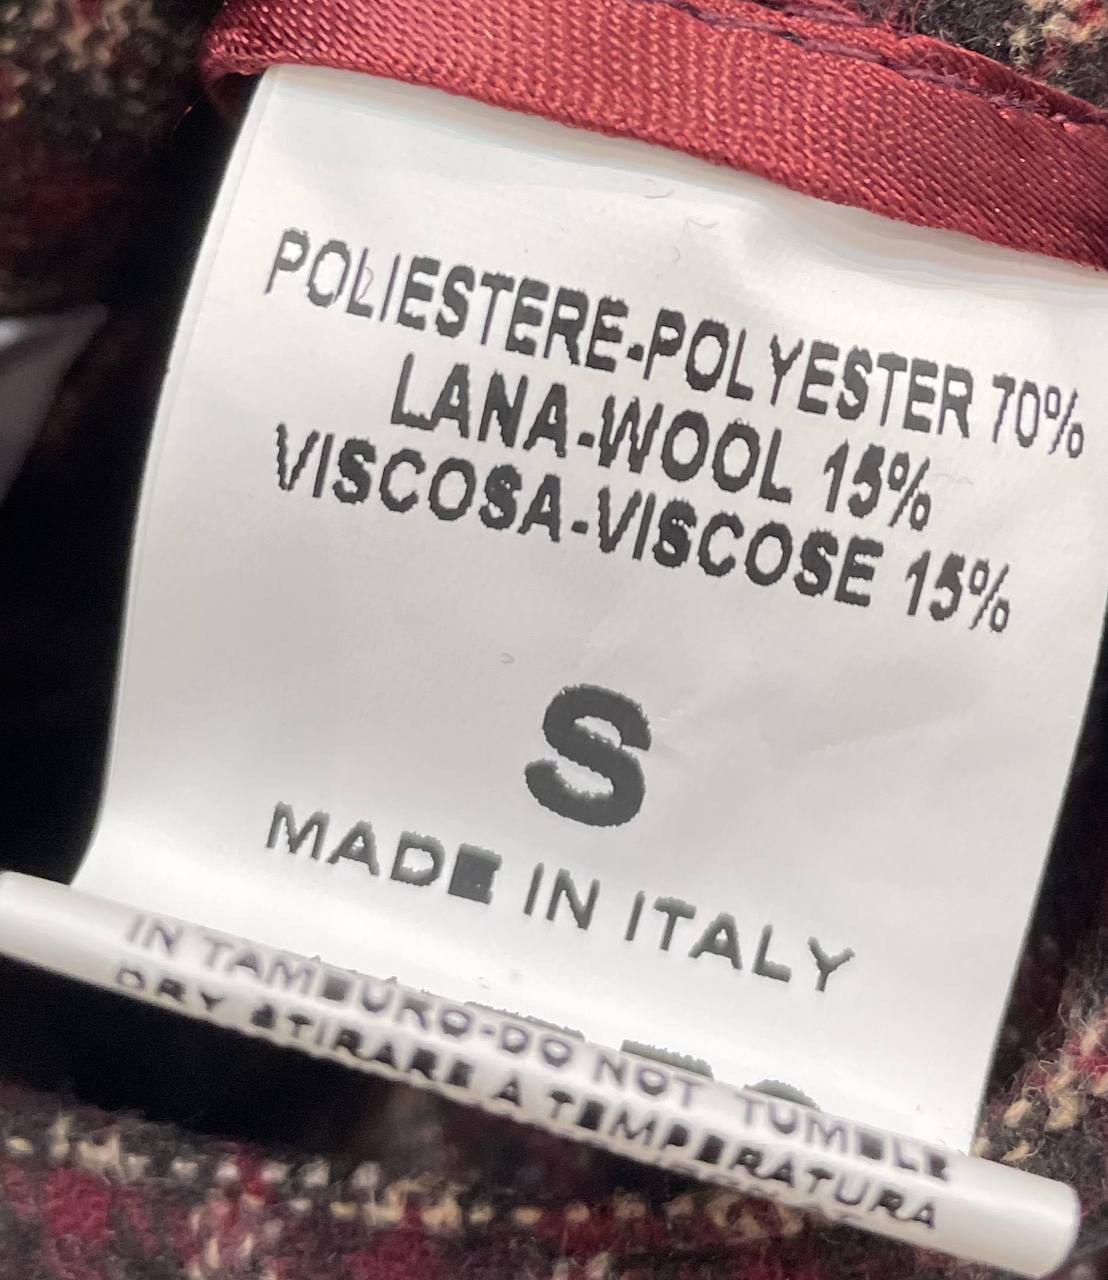 POLIESTERE-POLYESTER 70%
LANA-WOOL 15%
VISCOSA-VISCOSE 15%
S
MADE IN ITALY
IN TAMBURO-DO NOT TUMBLE
DRY STIRARE A TEMPERATURA